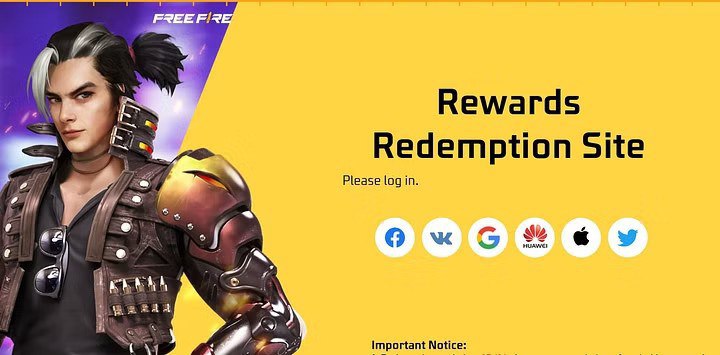 FREE FIRE
Rewards
Redemption Site
Please log in.
HUAWEI
Important Notice: